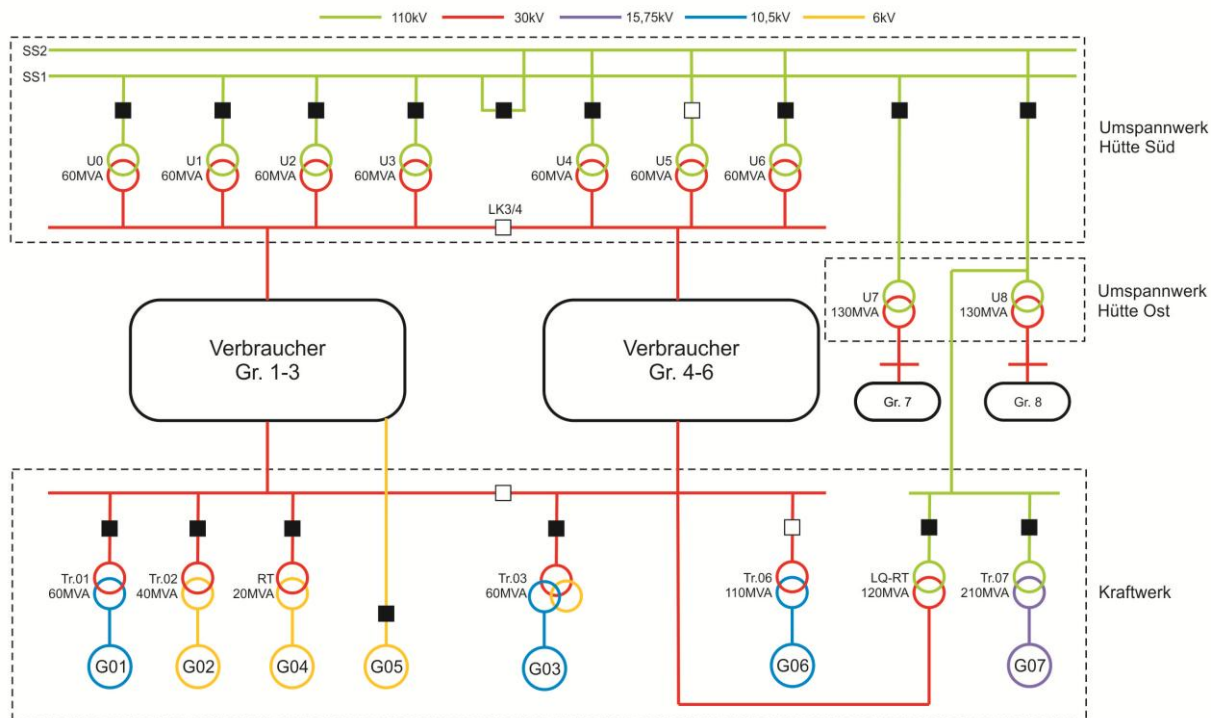 110kV
30kV
15,75kV
10,5kV
6kV
SS2
SS1
U0
60MVA
U1
60MVA
U2
60MVA
U3
60MVA
U4
60MVA
U5
60MVA
U6
60MVA
Umspannwerk
Hütte Süd
LK3/4
U7
130MVA
U8
130MVA
Umspannwerk
Hütte Ost
Verbraucher
Gr. 1-3
Verbraucher
Gr. 4-6
Gr. 7
Gr. 8
Tr.01
60MVA
Tr.02
40MVA
RT
20MVA
Tr.03
60MVA
Tr.06
110MVA
LQ-RT
120MVA
Tr.07
210MVA
Kraftwerk
G01
G02
G04
G05
G03
G06
G07